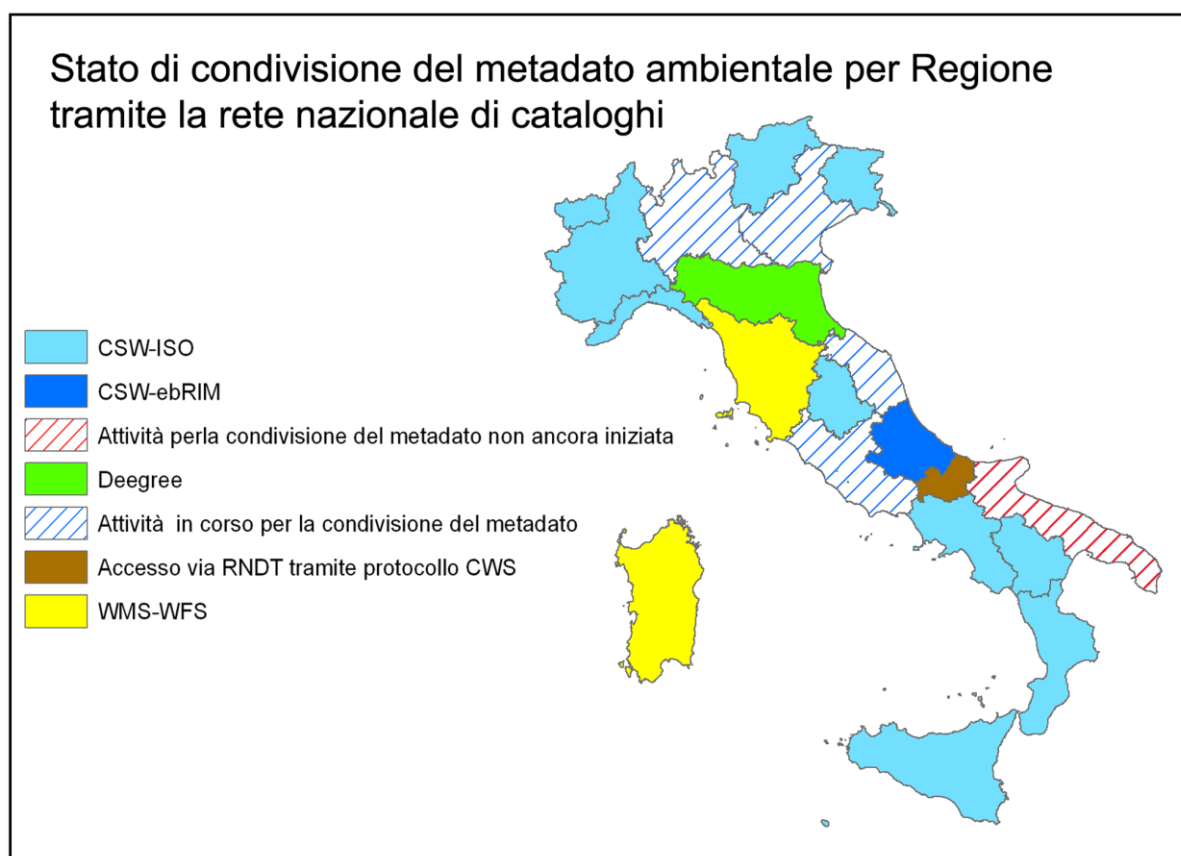 Stato di condivisione del metadato ambientale per Regione
tramite la rete nazionale di cataloghi
CSW-ISO
CSW-ebRIM
Attività perla condivisione del metadato non ancora iniziata
Deegree
Attività in corso per la condivisione del metadato
Accesso via RNDT tramite protocollo CWS
WMS-WFS